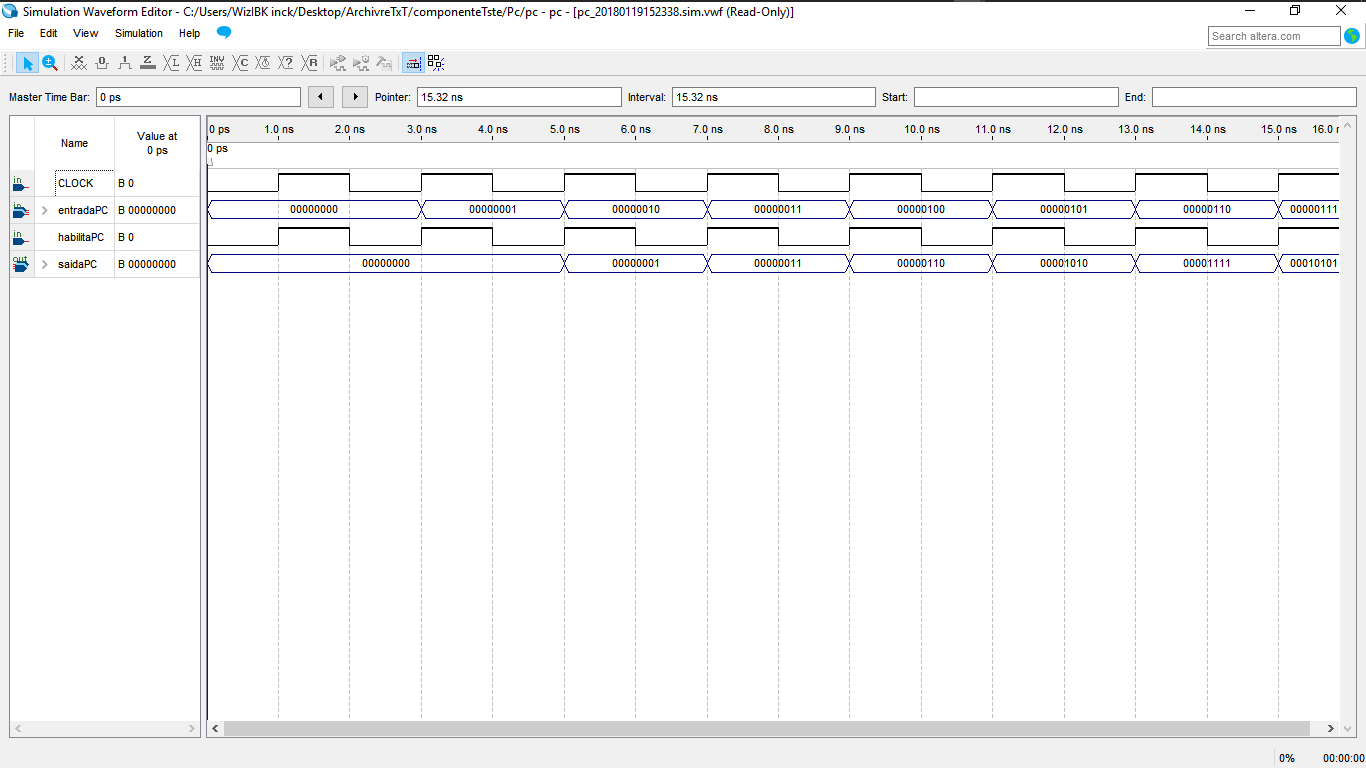 Simulation Waveform Editor - C:/Users/WizIBK inck/Desktop/ArchivreTxT/componenteTste/Pc/pc - pc - [pc_20180119152338.sim.vwf (Read-Only)]
File Edit View Simulation Help
Search altera.com
Master Time Bar: 0 ps Pointer: 15.32 ns Interval: 15.32 ns Start: End:
Name Value at 0 ps
0 ps 1.0 ns 2.0 ns 3.0 ns 4.0 ns 5.0 ns 6.0 ns 7.0 ns 8.0 ns 9.0 ns 10.0 ns 11.0 ns 12.0 ns 13.0 ns 14.0 ns 15.0 ns 16.0 n
0 ps
in CLOCK B 0
in entradaPC B 00000000 00000000 00000001 00000010 00000011 00000100 00000101 00000110 00000111
in habilitaPC B 0
out saidaPC B 00000000 00000000 00000001 00000011 00000110 00001010 00001111 00010101
0% 00:00:00